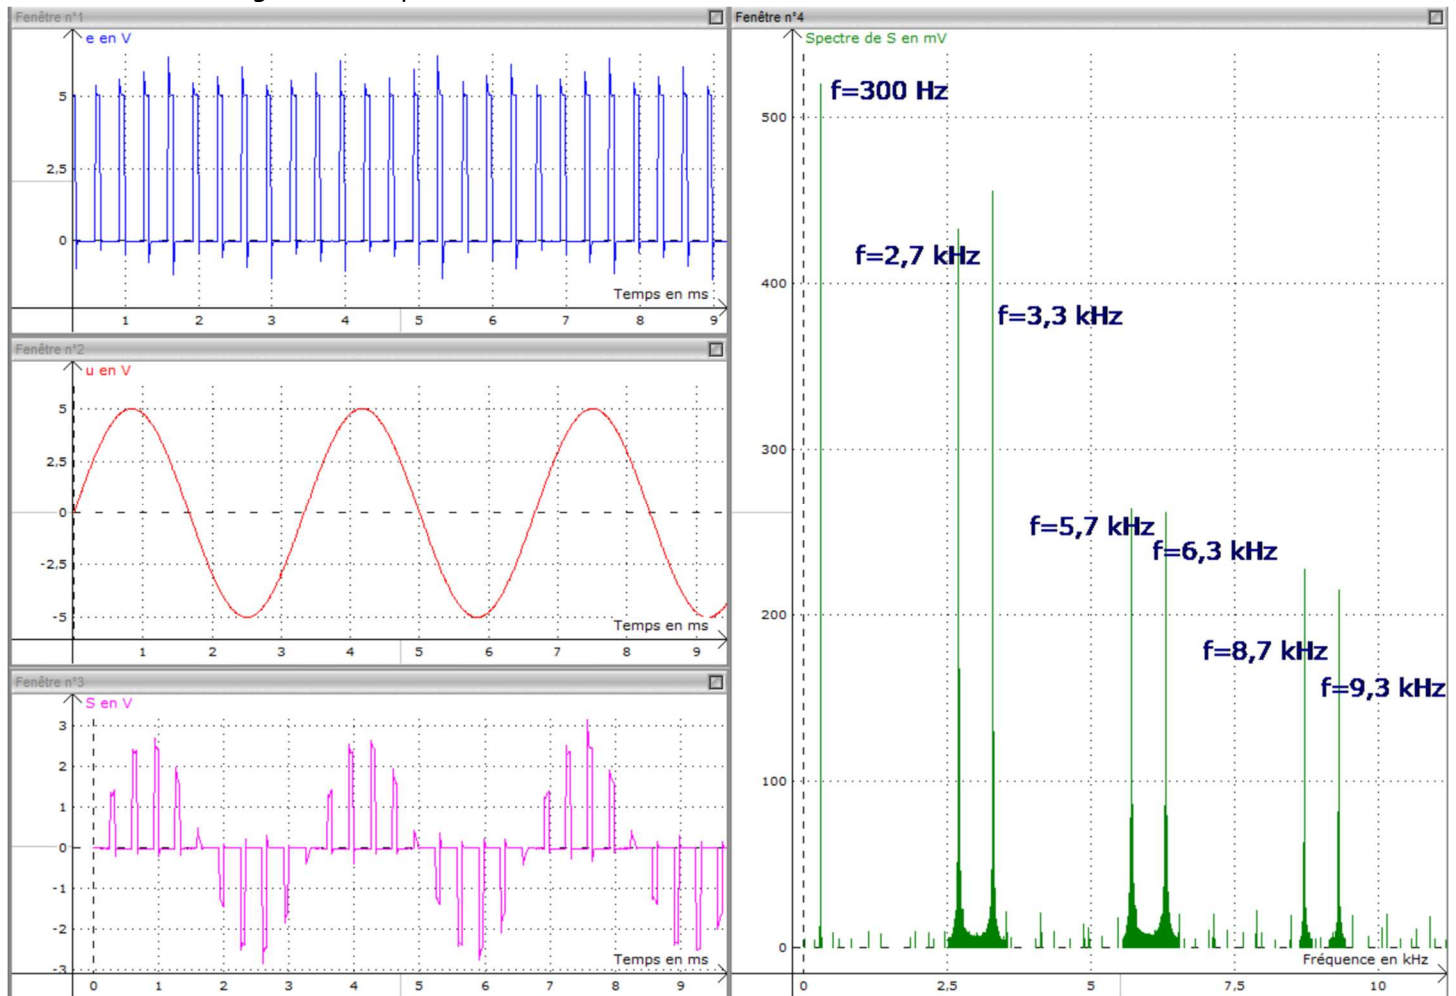 Fenêtre n°1
e en V
5
2,5
0
Temps en ms
1 2 3 4 5 6 7 8 9
Fenêtre n°2
u en V
5
2,5
0
-2,5
-5
Temps en ms
1 2 3 4 5 6 7 8 9
Fenêtre n°3
S en V
3
2
1
0
-1
-2
-3
Temps en ms
0 1 2 3 4 5 6 7 8 9
Fenêtre n°4
Spectre de S en mV
f=300 Hz
500
f=2,7 kHz
400
f=3,3 kHz
300
f=5,7 kHz
f=6,3 kHz
200
f=8,7 kHz
f=9,3 kHz
100
0
Fréquence en kHz
0 2,5 5 7,5 10